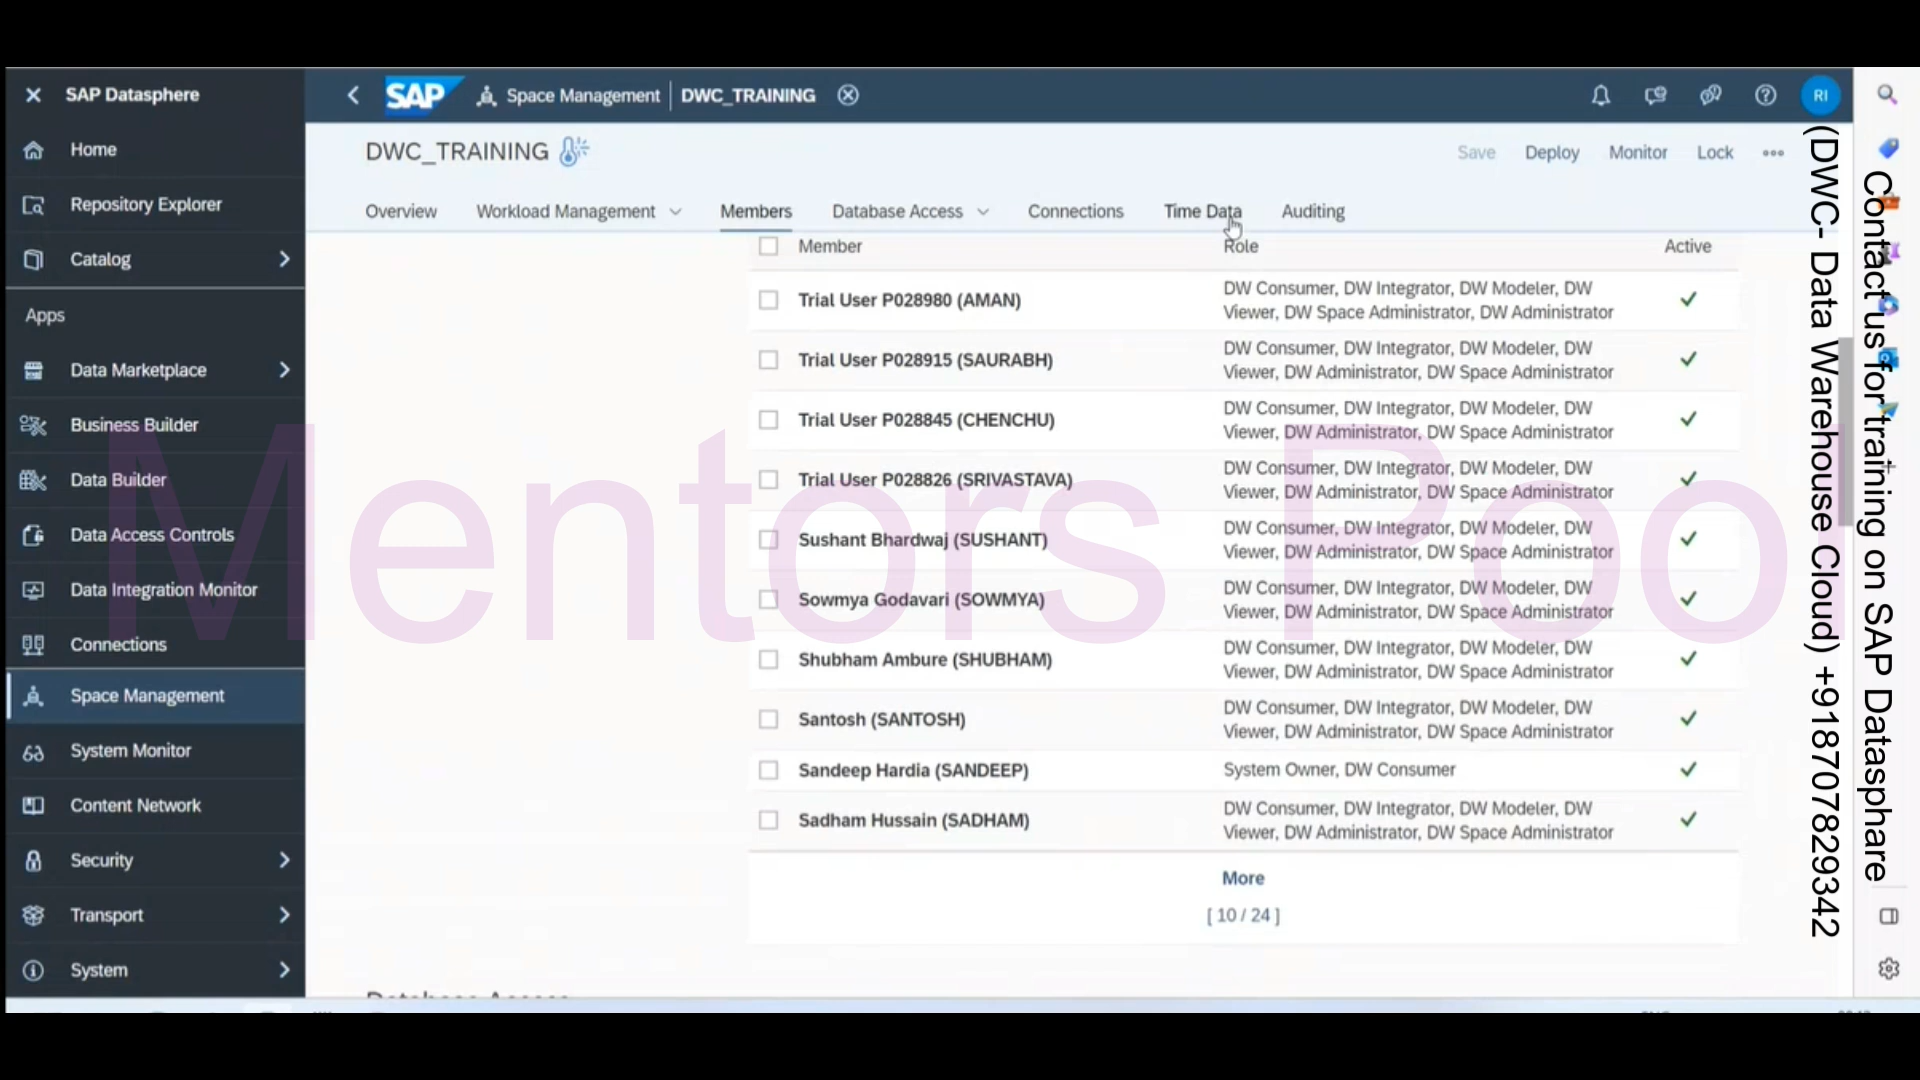 SAP Datasphere
SAP
Space Management
DWC_TRAINING
RI
Home
Repository Explorer
Catalog
Apps
Data Marketplace
Business Builder
Data Builder
Data Access Controls
Data Integration Monitor
Connections
Space Management
System Monitor
Content Network
Security
Transport
System
DWC_TRAINING
Save Deploy Monitor Lock
Overview Workload Management Members Database Access Connections Time Data Auditing
Member Role Active
Trial User P028980 (AMAN)
DW Consumer, DW Integrator, DW Modeler, DW
Viewer, DW Space Administrator, DW Administrator
Trial User P028915 (SAURABH)
DW Consumer, DW Integrator, DW Modeler, DW
Viewer, DW Administrator, DW Space Administrator
Trial User P028845 (CHENCHU)
DW Consumer, DW Integrator, DW Modeler, DW
Viewer, DW Administrator, DW Space Administrator
Trial User P028826 (SRIVASTAVA)
DW Consumer, DW Integrator, DW Modeler, DW
Viewer, DW Administrator, DW Space Administrator
Sushant Bhardwaj (SUSHANT)
DW Consumer, DW Integrator, DW Modeler, DW
Viewer, DW Administrator, DW Space Administrator
Sowmya Godavari (SOWMYA)
DW Consumer, DW Integrator, DW Modeler, DW
Viewer, DW Administrator, DW Space Administrator
Shubham Ambure (SHUBHAM)
DW Consumer, DW Integrator, DW Modeler, DW
Viewer, DW Administrator, DW Space Administrator
Santosh (SANTOSH)
DW Consumer, DW Integrator, DW Modeler, DW
Viewer, DW Administrator, DW Space Administrator
Sandeep Hardia (SANDEEP)
System Owner, DW Consumer
Sadham Hussain (SADHAM)
DW Consumer, DW Integrator, DW Modeler, DW
Viewer, DW Administrator, DW Space Administrator
More
[ 10 / 24 ]
Mentors Pool
Contact us for training on SAP Datasphare
(DWC- Data Warehouse Cloud) +918707829342